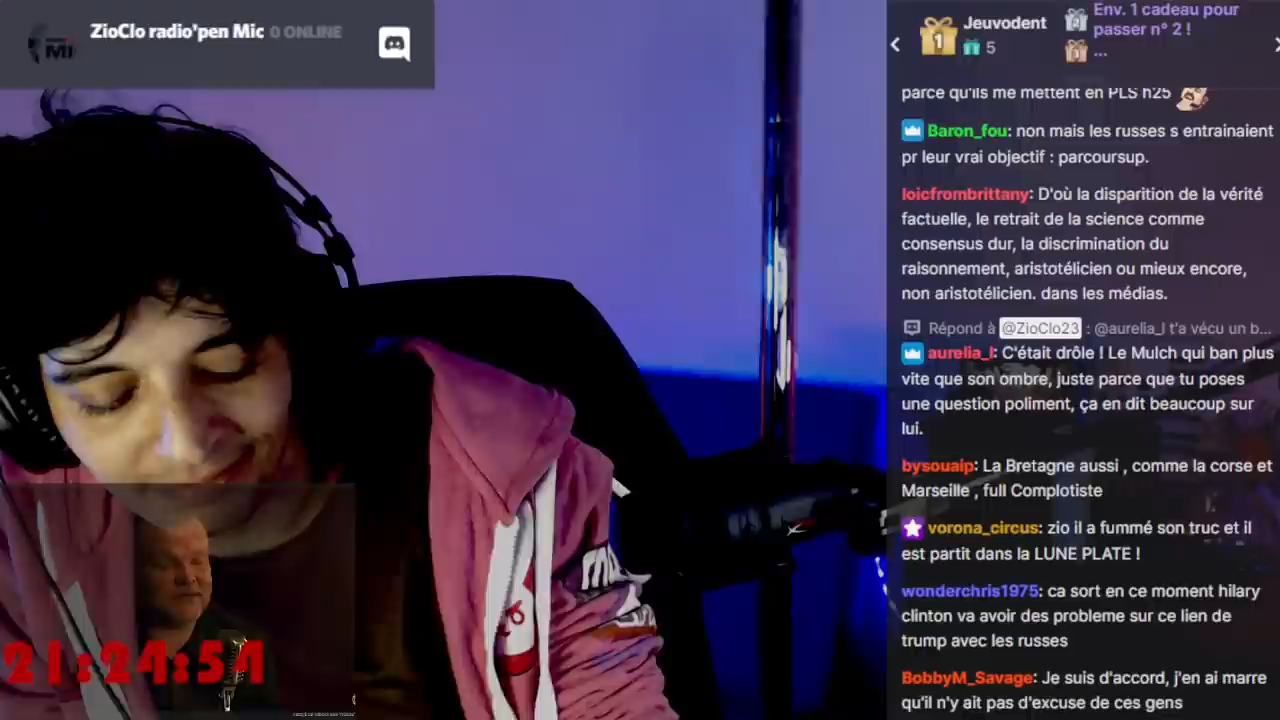 ZioClo radio'pen Mic 0 ONLINE
MI
Jeuvodent
1
5
2
Env. 1 cadeau pour
passer n° 2 !
3
...
parce qu'ils me mettent en PLS h25
Baron_fou: non mais les russes s entrainaient
pr leur vrai objectif : parcoursup.
loicfrombrittany: D'où la disparition de la vérité
factuelle, le retrait de la science comme
consensus dur, la discrimination du
raisonnement, aristotélicien ou mieux encore,
non aristotélicien. dans les médias.
Répond à @ZioClo23 : @aurelia_l t'a vécu un b...
aurelia_l: C'était drôle ! Le Mulch qui ban plus
vite que son ombre, juste parce que tu poses
une question poliment, ça en dit beaucoup sur
lui.
bysouaip: La Bretagne aussi , comme la corse et
Marseille , full Complotiste
vorona_circus: zio il a fummé son truc et il
est partit dans la LUNE PLATE !
wonderchris1975: ca sort en ce moment hilary
clinton va avoir des probleme sur ce lien de
trump avec les russes
BobbyM_Savage: Je suis d'accord, j'en ai marre
qu'il n'y ait pas d'excuse de ces gens
21:24:54